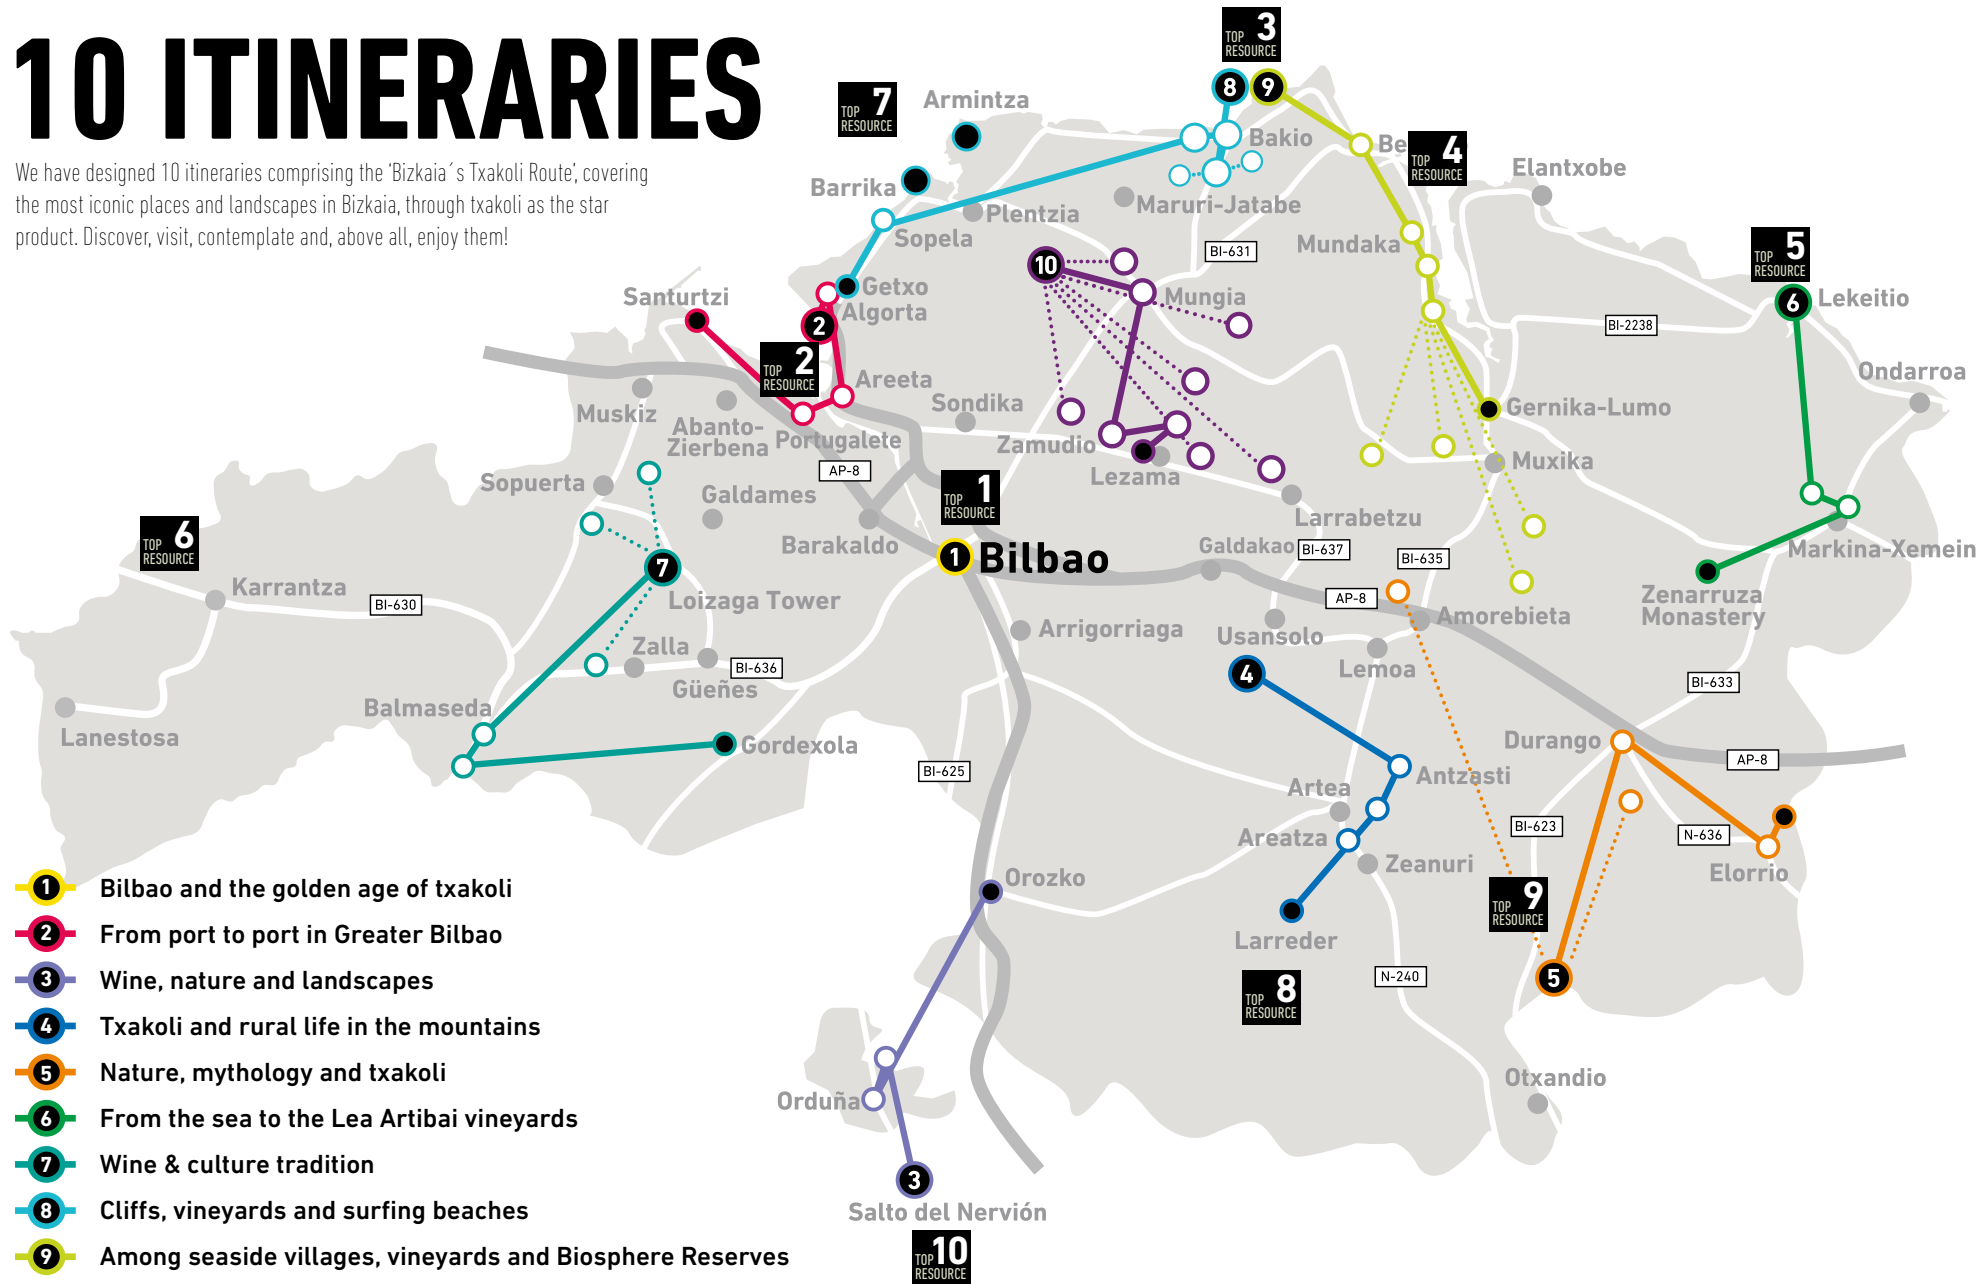 10 ITINERARIES
We have designed 10 itineraries comprising the ‘Bizkaia´s Txakoli Route’, covering
the most iconic places and landscapes in Bizkaia, through txakoli as the star
product. Discover, visit, contemplate and, above all, enjoy them!
TOP RESOURCE 3
8
9
TOP RESOURCE 7
Armintza
Bakio
Be
TOP RESOURCE 4
Elantxobe
Barrika
Plentzia
Maruri-Jatabe
Sopela
Mundaka
BI-631
TOP RESOURCE 5
10
Getxo
Santurtzi
Mungia
6
Lekeitio
Algorta
2
BI-2238
TOP RESOURCE 2
Areeta
Ondarroa
Sondika
Gernika-Lumo
Muskiz
Abanto-
Zierbena
Portugalete
Zamudio
AP-8
Muxika
Lezama
Sopuerta
Galdames
TOP RESOURCE 1
Larrabetzu
TOP RESOURCE 6
Barakaldo
1
Bilbao
Galdakao
BI-637
BI-635
Markina-Xemein
7
Karrantza
BI-630
Loizaga Tower
AP-8
Zenarruza
Monastery
Amorebieta
Arrigorriaga
Usansolo
Zalla
BI-636
Lemoa
4
Güeñes
BI-633
Balmaseda
Lanestosa
Gordexola
Durango
AP-8
BI-625
Antzasti
Artea
BI-623
N-636
Areatza
Zeanuri
Elorrio
Orozko
TOP RESOURCE 9
Larreder
TOP RESOURCE 8
N-240
5
Otxandio
Orduña
3
Salto del Nervión
TOP RESOURCE 10
1 Bilbao and the golden age of txakoli
2 From port to port in Greater Bilbao
3 Wine, nature and landscapes
4 Txakoli and rural life in the mountains
5 Nature, mythology and txakoli
6 From the sea to the Lea Artibai vineyards
7 Wine & culture tradition
8 Cliffs, vineyards and surfing beaches
9 Among seaside villages, vineyards and Biosphere Reserves